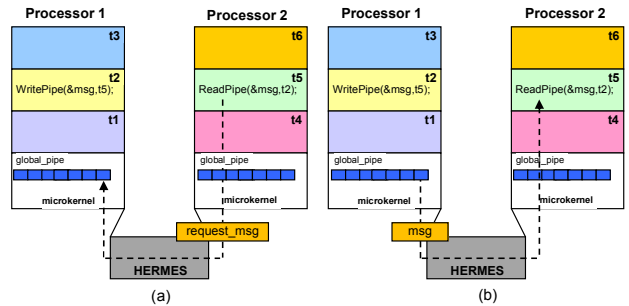 Processor 1
Processor 2
Processor 1
Processor 2
t3
t6
t3
t6
t2
t5
t2
t5
WritePipe(&msg,t5);
ReadPipe(&msg,t2);
WritePipe(&msg,t5);
ReadPipe(&msg,t2);
t1
t4
t1
t4
global_pipe
global_pipe
global_pipe
global_pipe
microkernel
microkernel
microkernel
microkernel
request_msg
msg
HERMES
HERMES
(a)
(b)